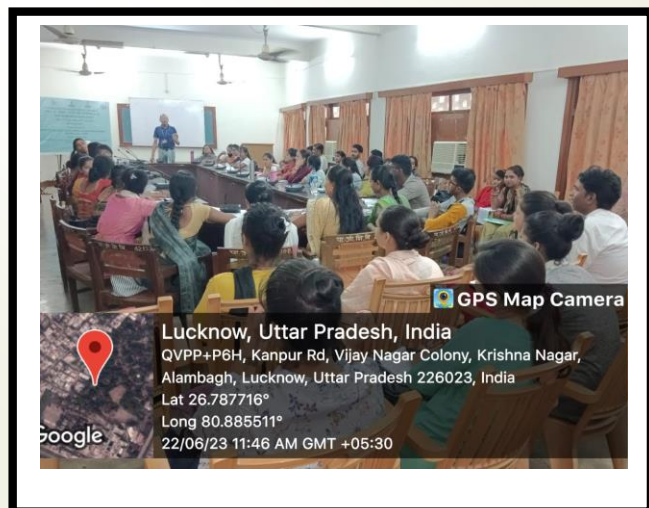 GPS Map Camera
Lucknow, Uttar Pradesh, India
QVPP+P6H, Kanpur Rd, Vijay Nagar Colony, Krishna Nagar,
Alambagh, Lucknow, Uttar Pradesh 226023, India
Lat 26.787716°
Long 80.885511°
22/06/23 11:46 AM GMT +05:30
Google